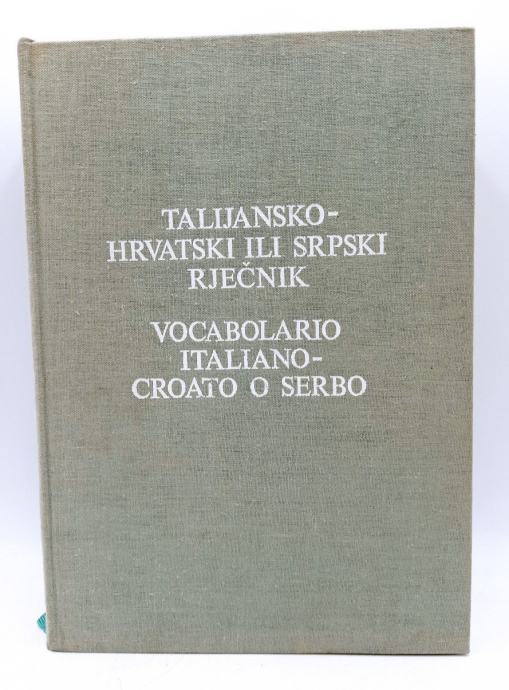 TALIJANSKO-
HRVATSKI ILI SRPSKI
RJEČNIK
VOCABOLARIO
ITALIANO-
CROATO O SERBO